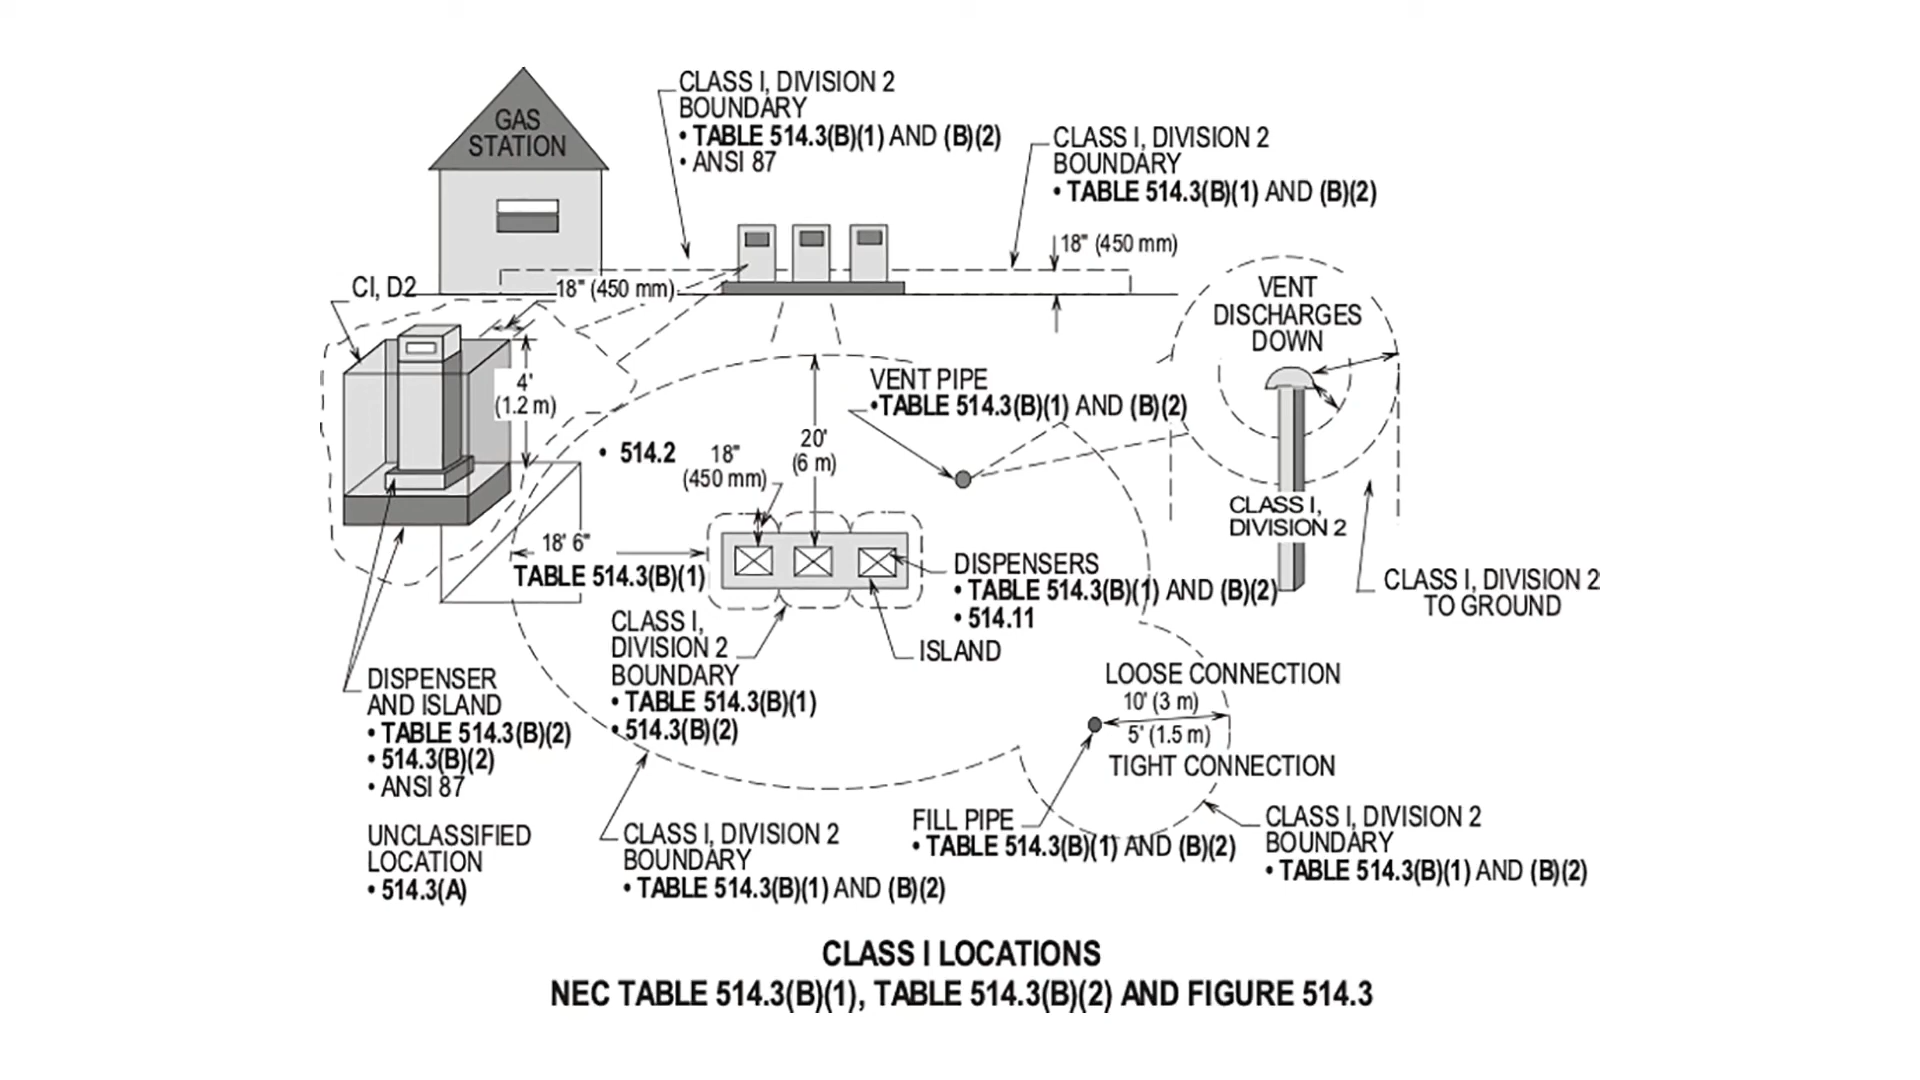 GAS
STATION
CLASS I, DIVISION 2
BOUNDARY
• TABLE 514.3(B)(1) AND (B)(2)
• ANSI 87
CLASS I, DIVISION 2
BOUNDARY
• TABLE 514.3(B)(1) AND (B)(2)
18" (450 mm)
CI, D2
18" (450 mm)
VENT
DISCHARGES
DOWN
4'
(1.2 m)
VENT PIPE
•TABLE 514.3(B)(1) AND (B)(2)
• 514.2
18"
(450 mm)
20'
(6 m)
CLASS I,
DIVISION 2
18' 6"
TABLE 514.3(B)(1)
DISPENSERS
• TABLE 514.3(B)(1) AND (B)(2)
• 514.11
ISLAND
CLASS I, DIVISION 2
TO GROUND
CLASS I,
DIVISION 2
BOUNDARY
• TABLE 514.3(B)(1)
• 514.3(B)(2)
DISPENSER
AND ISLAND
• TABLE 514.3(B)(2)
• 514.3(B)(2)
• ANSI 87
LOOSE CONNECTION
10' (3 m)
5' (1.5 m)
TIGHT CONNECTION
UNCLASSIFIED
LOCATION
• 514.3(A)
CLASS I, DIVISION 2
BOUNDARY
• TABLE 514.3(B)(1) AND (B)(2)
FILL PIPE
• TABLE 514.3(B)(1) AND (B)(2)
CLASS I, DIVISION 2
BOUNDARY
• TABLE 514.3(B)(1) AND (B)(2)
CLASS I LOCATIONS
NEC TABLE 514.3(B)(1), TABLE 514.3(B)(2) AND FIGURE 514.3